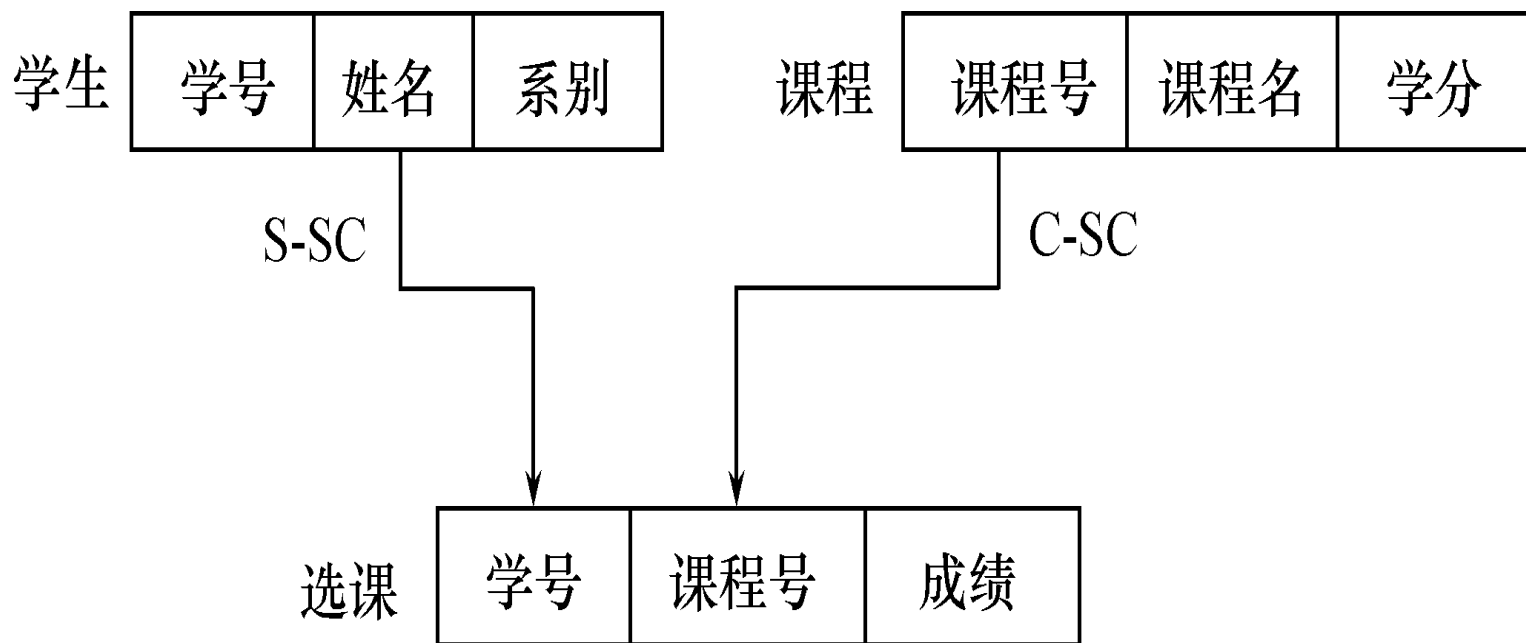 学生 学号 姓名 系别 课程 课程号 课程名 学分
S-SC C-SC
选课 学号 课程号 成绩